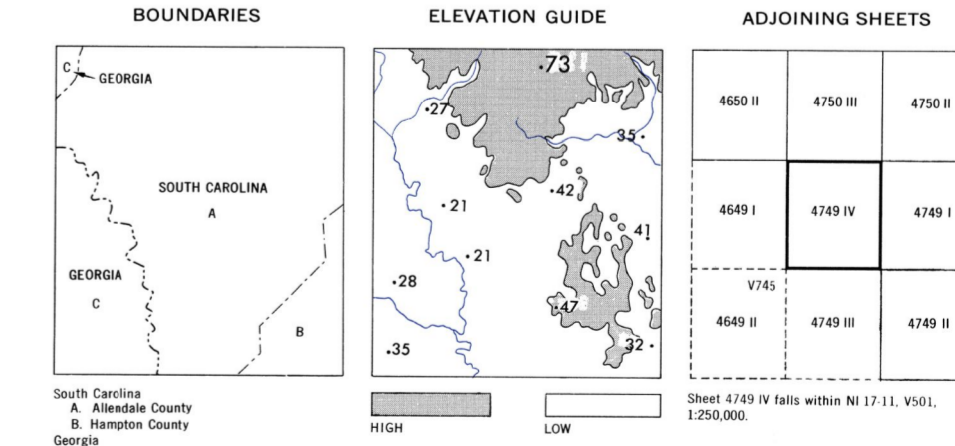 BOUNDARIES
C
GEORGIA
SOUTH CAROLINA
A
GEORGIA
C
B
South Carolina
A. Allendale County
B. Hampton County
Georgia
ELEVATION GUIDE
73
27
35
42
21
41
21
28
47
35
32
HIGH
LOW
ADJOINING SHEETS
4650 II
4750 III
4750 II
4649 I
4749 IV
4749 I
V745
4649 II
4749 III
4749 II
Sheet 4749 IV falls within NI 17-11, V501,
1:250,000.